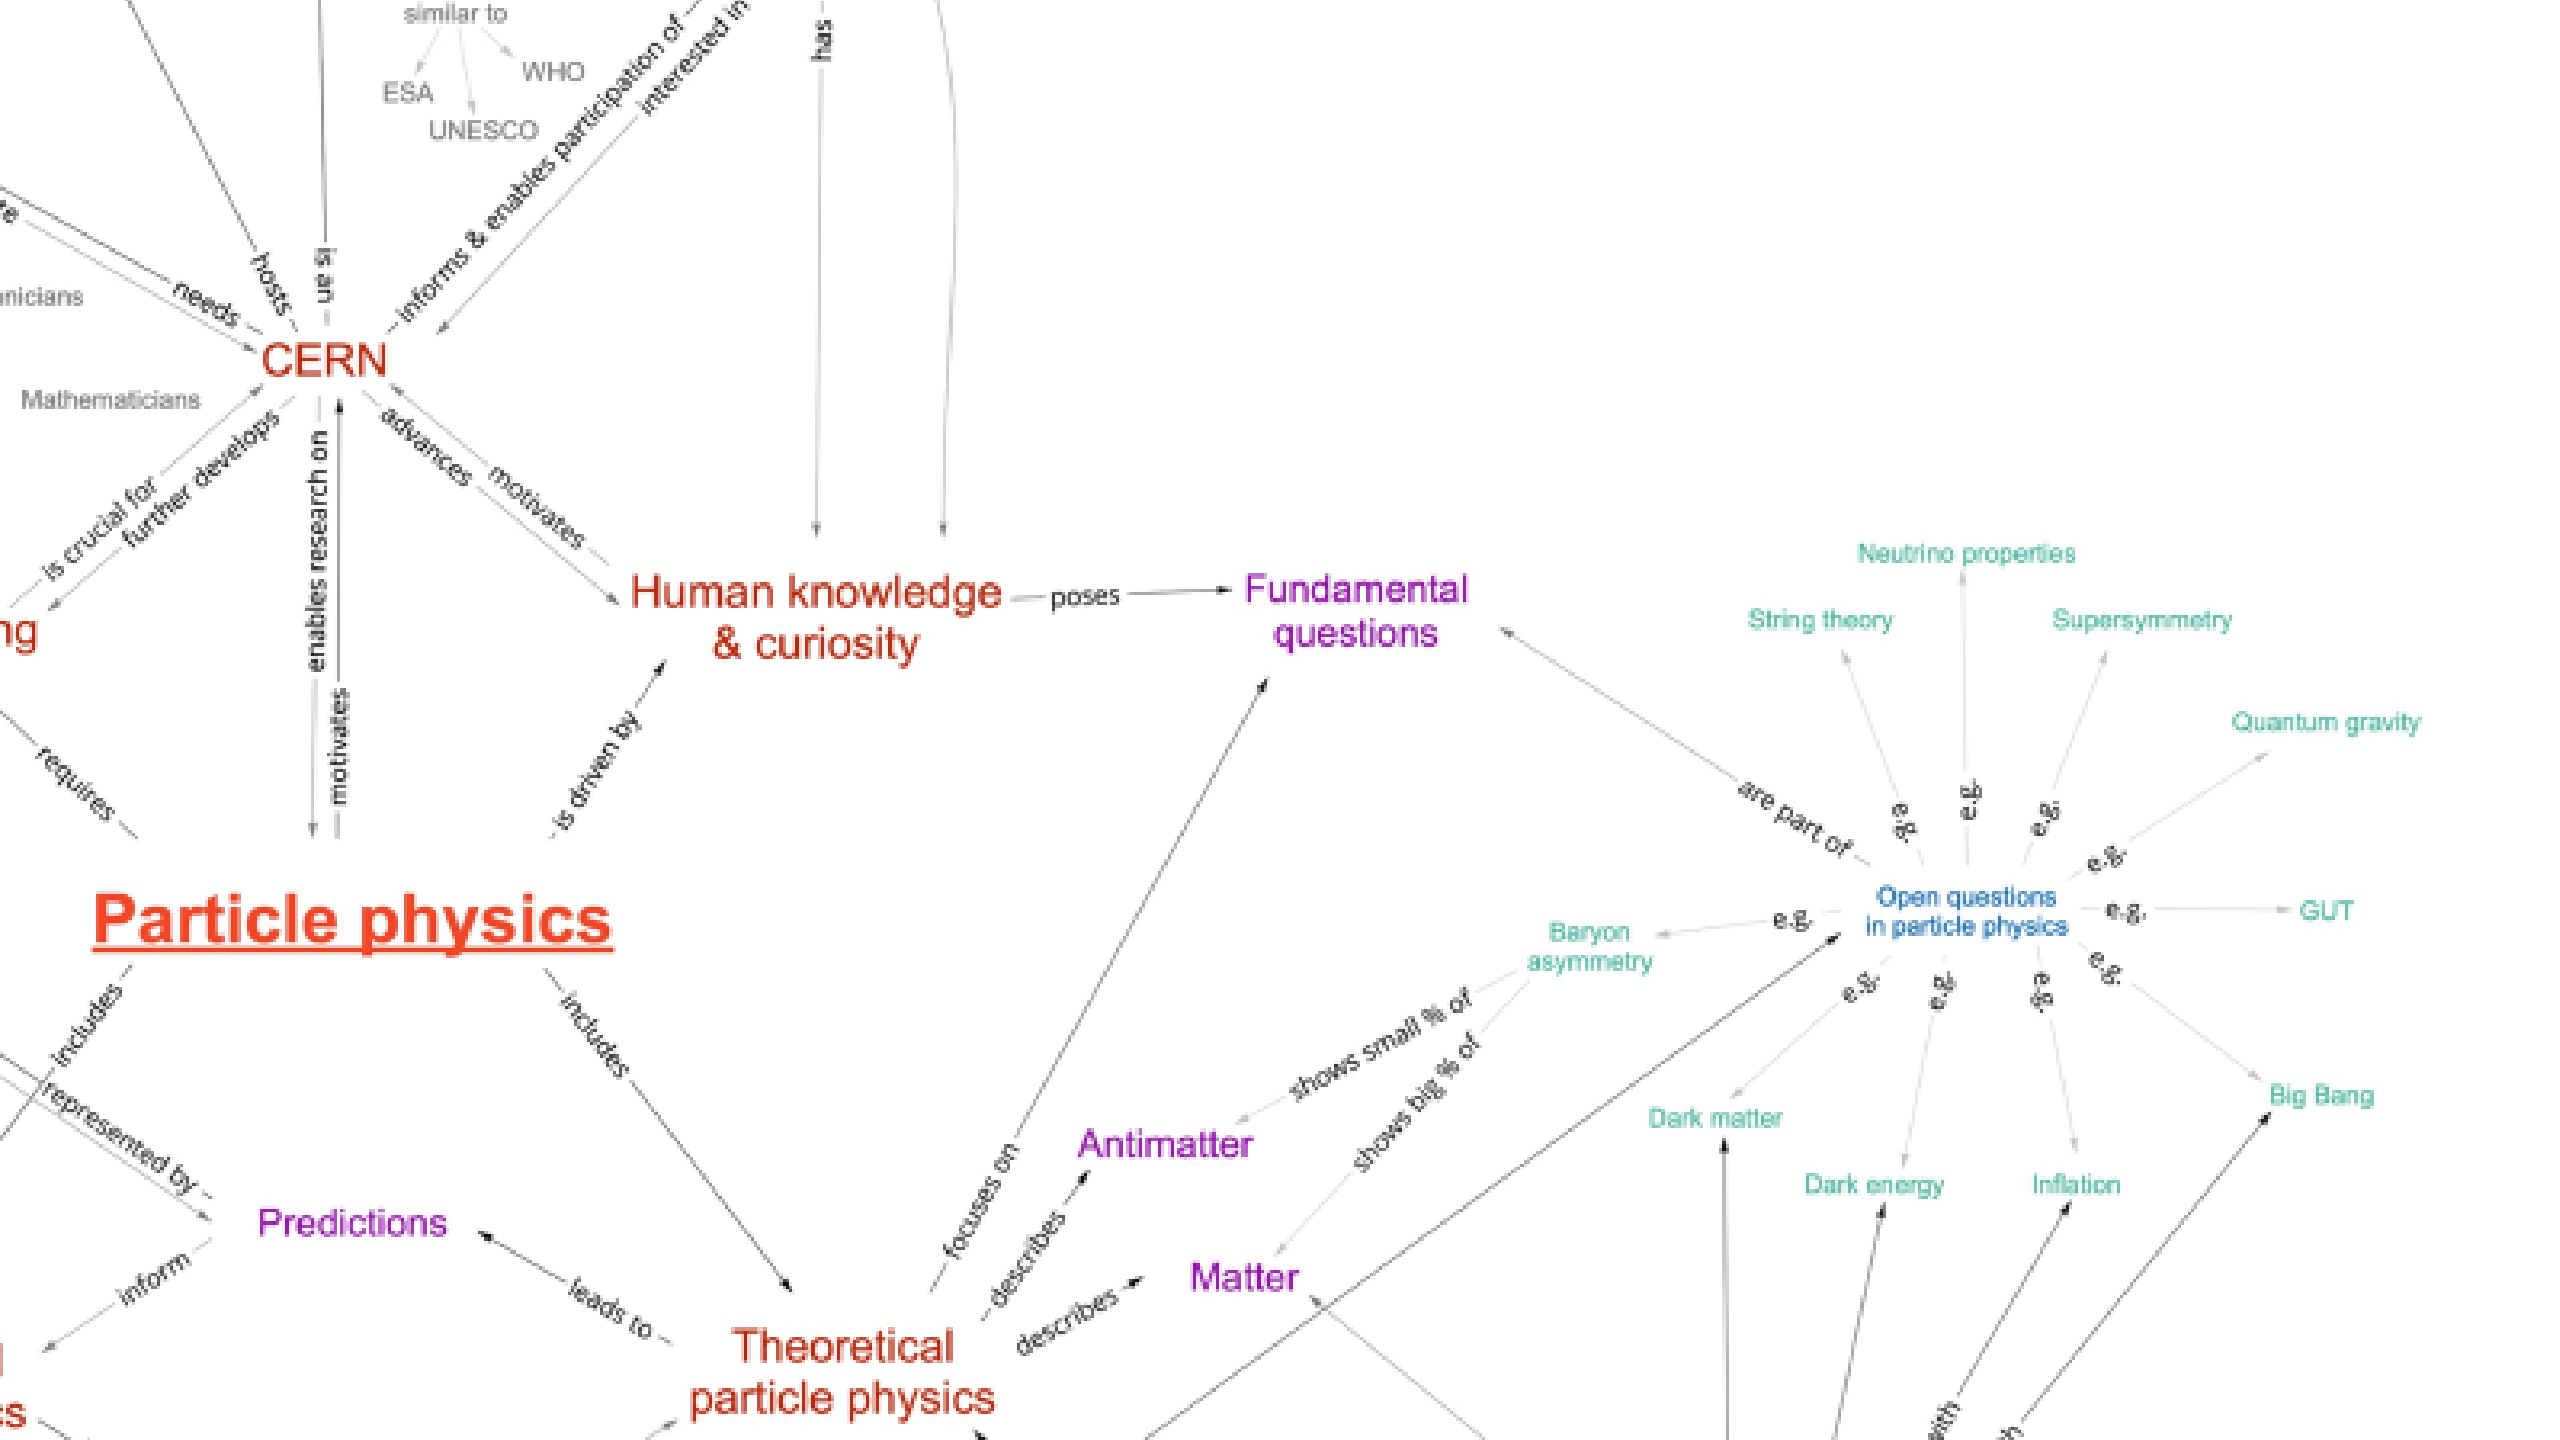 similar to
ESA
WHO
UNESCO
has
informs & enables participation of
interested in
hosts
is an
needs
CERN
Mathematicians
is crucial for
further develops
enables research on
motivates
advances
motivates
Human knowledge
& curiosity
poses
Fundamental
questions
requires
is driven by
Particle physics
includes
includes
represented by
Predictions
inform
leads to
Theoretical
particle physics
focuses on
describes
describes
Antimatter
Matter
shows small % of
shows big % of
Baryon
asymmetry
are part of
Open questions
in particle physics
e.g.
String theory
e.g.
Neutrino properties
e.g.
Supersymmetry
e.g.
Quantum gravity
e.g.
GUT
e.g.
Big Bang
e.g.
Inflation
e.g.
Dark energy
e.g.
Dark matter
e.g.